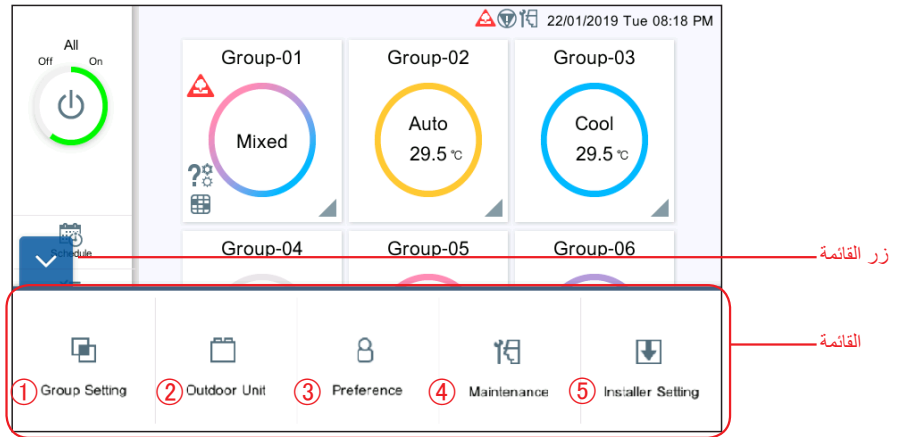 22/01/2019 Tue 08:18 PM
All
Off On
Group-01
Mixed
Group-02
Auto
29.5 ℃
Group-03
Cool
29.5 ℃
Schedule
Group-04
Group-05
Group-06
زر القائمة
القائمة
① Group Setting
② Outdoor Unit
③ Preference
④ Maintenance
⑤ Installer Setting